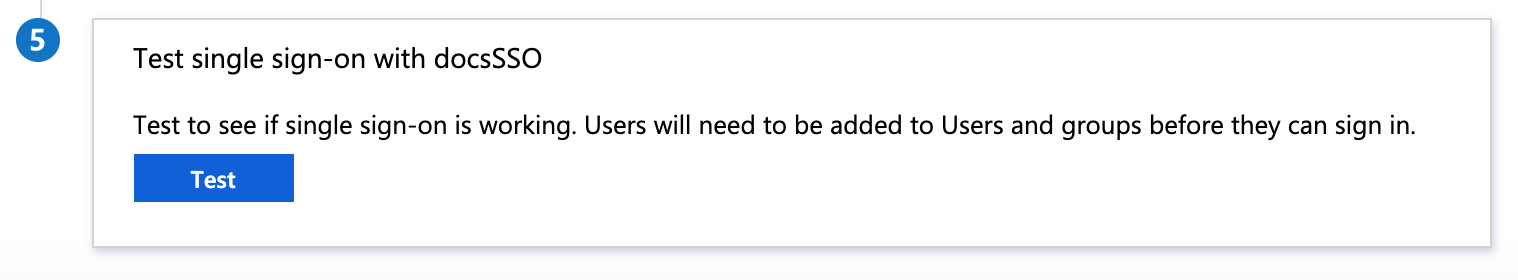 5
Test single sign-on with docsSSO
Test to see if single sign-on is working. Users will need to be added to Users and groups before they can sign in.
Test